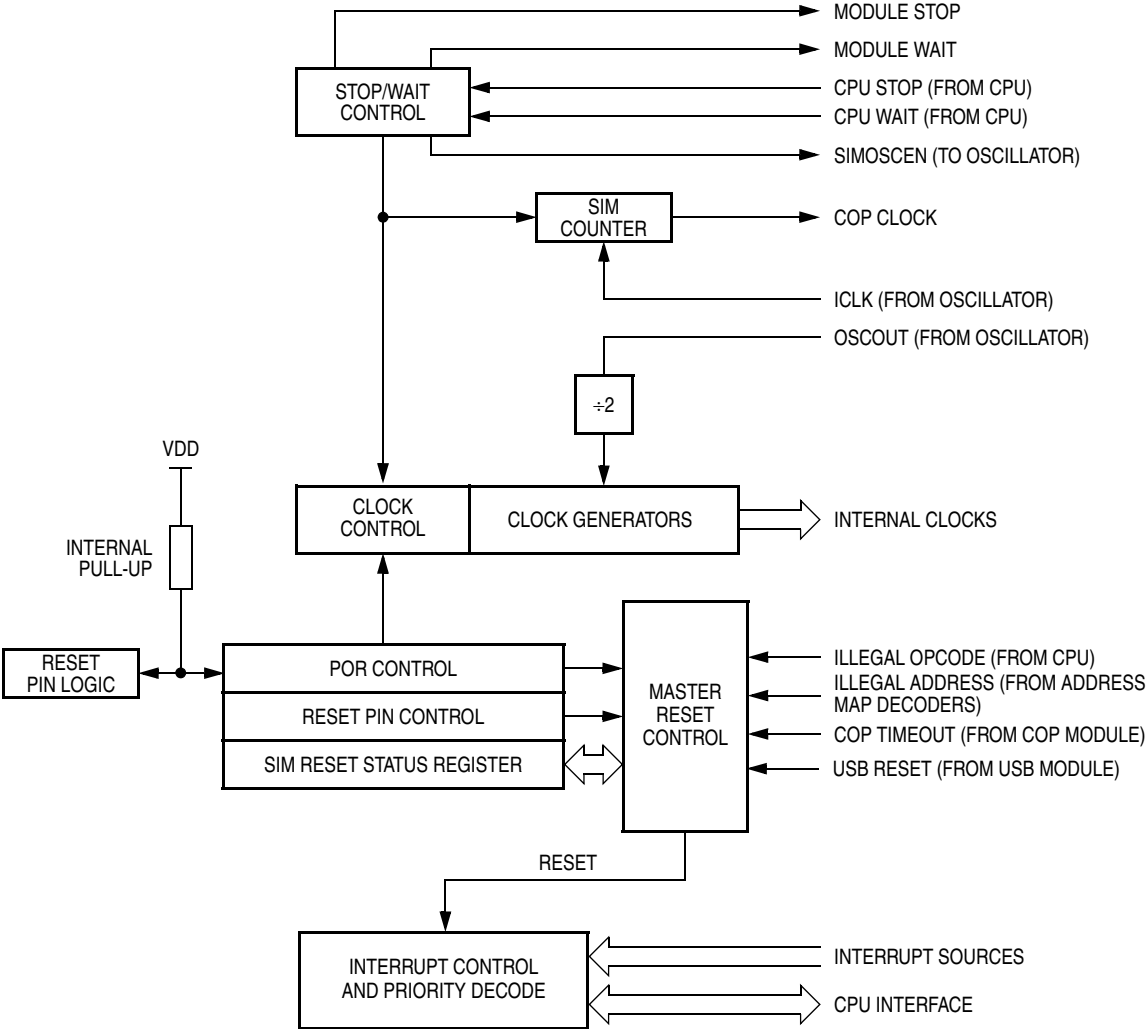 MODULE STOP
MODULE WAIT
STOP/WAIT
CONTROL
CPU STOP (FROM CPU)
CPU WAIT (FROM CPU)
SIMOSCEN (TO OSCILLATOR)
SIM
COUNTER
COP CLOCK
ICLK (FROM OSCILLATOR)
OSCOUT (FROM OSCILLATOR)
÷2
VDD
CLOCK
CONTROL
CLOCK GENERATORS
INTERNAL CLOCKS
INTERNAL
PULL-UP
RESET
PIN LOGIC
POR CONTROL
RESET PIN CONTROL
SIM RESET STATUS REGISTER
MASTER
RESET
CONTROL
ILLEGAL OPCODE (FROM CPU)
ILLEGAL ADDRESS (FROM ADDRESS
MAP DECODERS)
COP TIMEOUT (FROM COP MODULE)
USB RESET (FROM USB MODULE)
RESET
INTERRUPT CONTROL
AND PRIORITY DECODE
INTERRUPT SOURCES
CPU INTERFACE